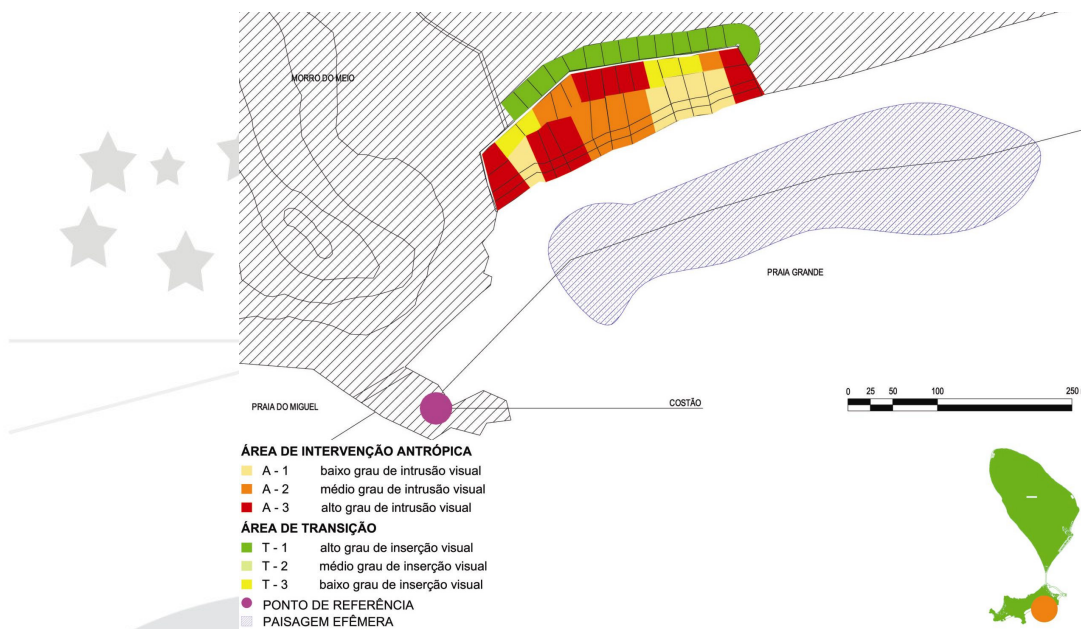 MORRO DO MEIO
PRAIA GRANDE
PRAIA DO MIGUEL
COSTÃO
0 25 50 100 250
ÁREA DE INTERVENÇÃO ANTRÓPICA
A - 1 baixo grau de intrusão visual
A - 2 médio grau de intrusão visual
A - 3 alto grau de intrusão visual
ÁREA DE TRANSIÇÃO
T - 1 alto grau de inserção visual
T - 2 médio grau de inserção visual
T - 3 baixo grau de inserção visual
PONTO DE REFERÊNCIA
PAISAGEM EFÊMERA